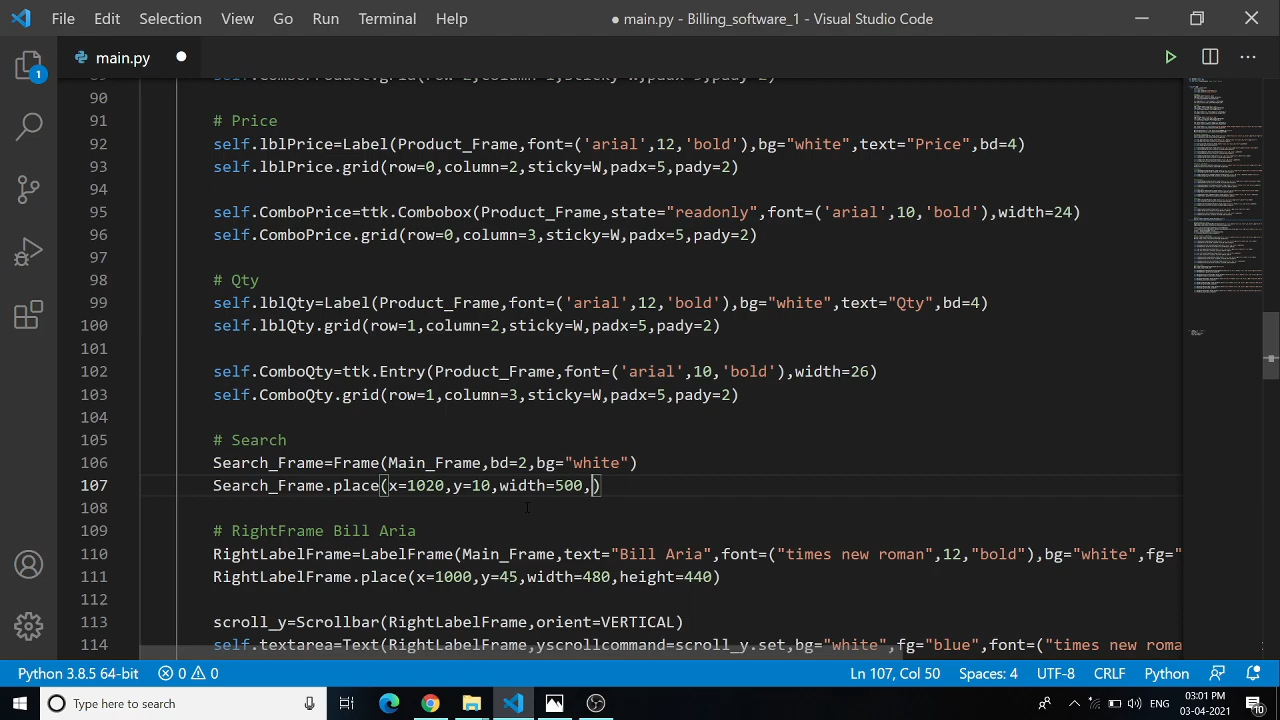 File Edit Selection View Go Run Terminal Help ● main.py - Billing_software_1 - Visual Studio Code
main.py
1
90
91 # Price
92 self.lblPrice=Label(Product_Frame,font=('arial',12,'bold'),bg="white",text="Price",bd=4)
93 self.lblPrice.grid(row=0,column=2,sticky=W,padx=5,pady=2)
94
95 self.ComboPrice=ttk.Combobox(Product_Frame,state="readonly",font=('arial',10,'bold'),width=24)
96 self.ComboPrice.grid(row=0,column=3,sticky=W,padx=5,pady=2)
97
98 # Qty
99 self.lblQty=Label(Product_Frame,font=('arial',12,'bold'),bg="white",text="Qty",bd=4)
100 self.lblQty.grid(row=1,column=2,sticky=W,padx=5,pady=2)
101
102 self.ComboQty=ttk.Entry(Product_Frame,font=('arial',10,'bold'),width=26)
103 self.ComboQty.grid(row=1,column=3,sticky=W,padx=5,pady=2)
104
105 # Search
106 Search_Frame=Frame(Main_Frame,bd=2,bg="white")
107 Search_Frame.place(x=1020,y=10,width=500,)
108
109 # RightFrame Bill Aria
110 RightLabelFrame=LabelFrame(Main_Frame,text="Bill Aria",font=("times new roman",12,"bold"),bg="white",fg="
111 RightLabelFrame.place(x=1000,y=45,width=480,height=440)
112
113 scroll_y=Scrollbar(RightLabelFrame,orient=VERTICAL)
114 self.textarea=Text(RightLabelFrame,yscrollcommand=scroll_y.set,bg="white",fg="blue",font=("times new roma
Python 3.8.5 64-bit 0 0 Ln 107, Col 50 Spaces: 4 UTF-8 CRLF Python
Type here to search ENG 03:01 PM
03-04-2021